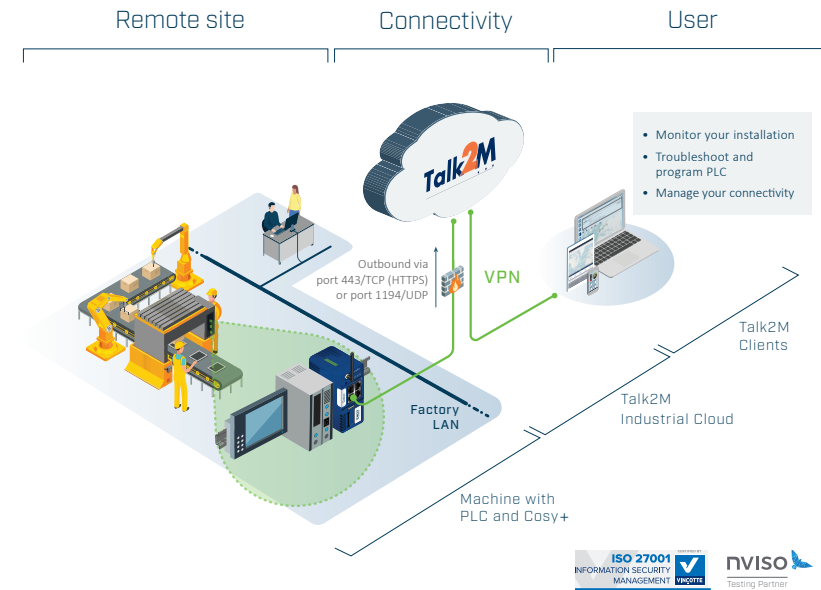 Remote site
Connectivity
User
Talk2M
• Monitor your installation
• Troubleshoot and
program PLC
• Manage your connectivity
Outbound via
port 443/TCP (HTTPS)
or port 1194/UDP
VPN
Talk2M
Clients
Talk2M
Industrial Cloud
Factory
LAN
Machine with
PLC and Cosy+
ISO 27001
INFORMATION SECURITY
MANAGEMENT
CERTIFIED BY
VINÇOTTE
nviso
Testing Partner